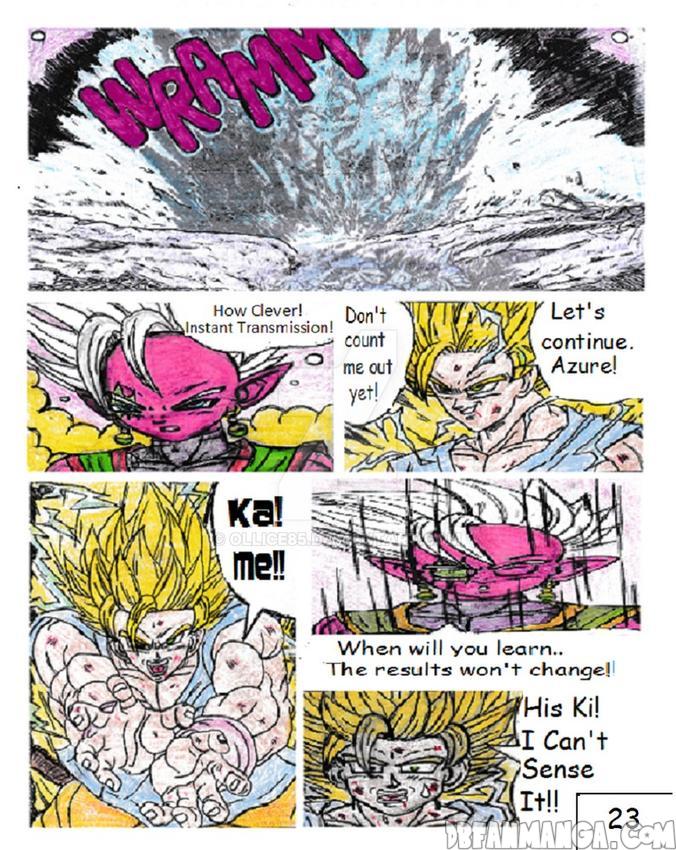 WRAMM
How Clever!
Instant Transmission!
Don't
count
me out
yet!
Let's
continue.
Azure!
Ka!
me!!
When will you learn..
The results won't change!!
His Ki!
I Can't
Sense
It!!
23
DBFANMANGA.COM